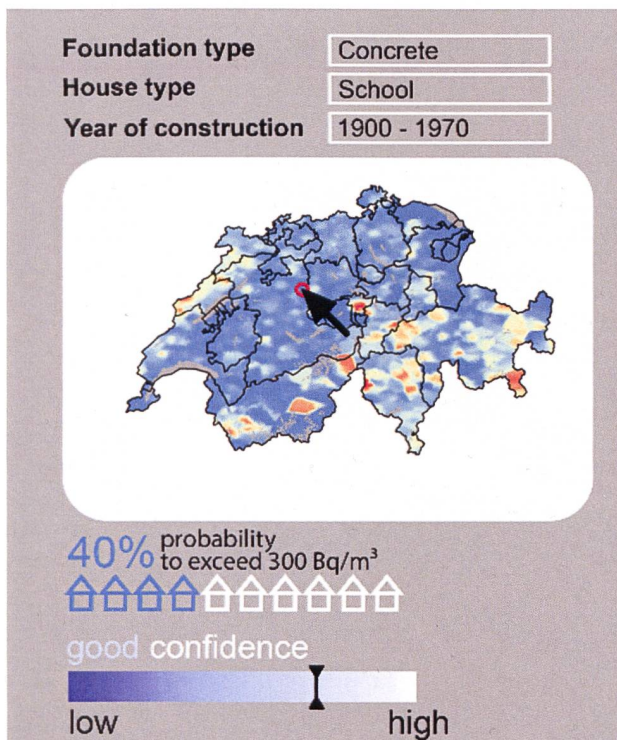 Foundation type Concrete
House type School
Year of construction 1900 - 1970
40% probability
to exceed 300 Bq/m³
good confidence
low high